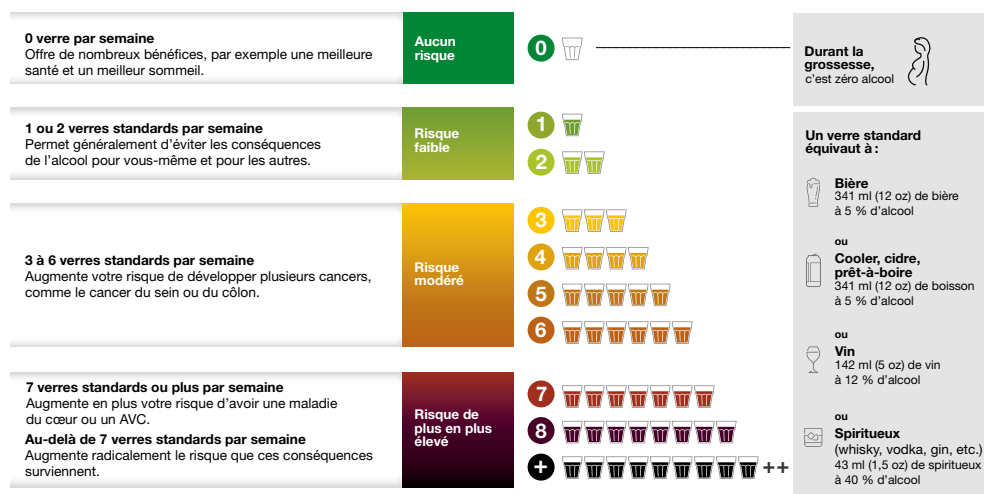 0 verre par semaine
Offre de nombreux bénéfices, par exemple une meilleure
santé et un meilleur sommeil.
Aucun
risque
0
Durant la
grossesse,
c’est zéro alcool
1 ou 2 verres standards par semaine
Permet généralement d’éviter les conséquences
de l’alcool pour vous-même et pour les autres.
Risque
faible
1
2
3 à 6 verres standards par semaine
Augmente votre risque de développer plusieurs cancers,
comme le cancer du sein ou du côlon.
Risque
modéré
3
4
5
6
7 verres standards ou plus par semaine
Augmente en plus votre risque d’avoir une maladie
du cœur ou un AVC.
Au-delà de 7 verres standards par semaine
Augmente radicalement le risque que ces conséquences
surviennent.
Risque de
plus en plus
élevé
7
8
+
++
Un verre standard
équivaut à :
Bière
341 ml (12 oz) de bière
à 5 % d’alcool
ou
Cooler, cidre,
prêt-à-boire
341 ml (12 oz) de boisson
à 5 % d’alcool
ou
Vin
142 ml (5 oz) de vin
à 12 % d’alcool
ou
Spiritueux
(whisky, vodka, gin, etc.)
43 ml (1,5 oz) de spiritueux
à 40 % d’alcool